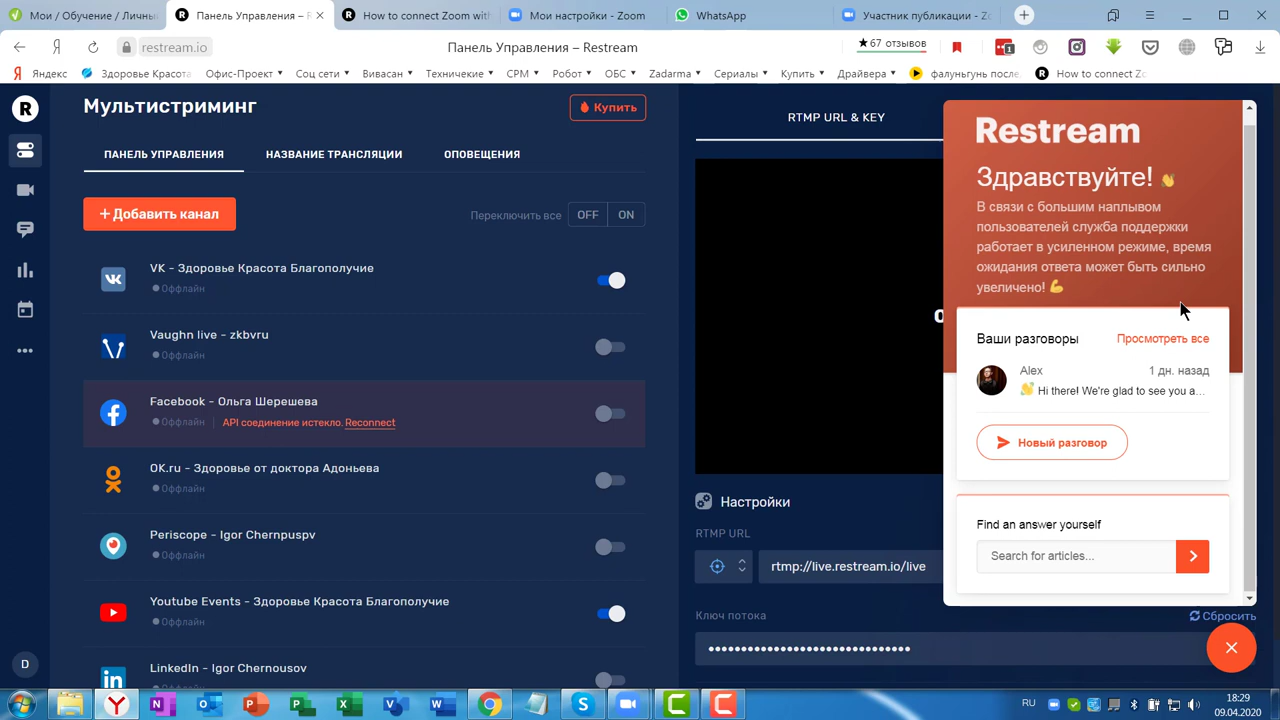 Мои / Обучение / Личны
Панель Управления – R
How to connect Zoom with
Мои настройки - Zoom
WhatsApp
Участник публикации - Zo
restream.io
Панель Управления – Restream
★67 отзывов
Яндекс
Здоровье Красота
Офис-Проект
Соц сети
Вивасан
Техничекие
СРМ
Робот
ОБС
Zadarma
Сериалы
Купить
Драйвера
фалуньгунь после
How to connect Zo
R
Мультистриминг
Купить
ПАНЕЛЬ УПРАВЛЕНИЯ
НАЗВАНИЕ ТРАНСЛЯЦИИ
ОПОВЕЩЕНИЯ
+ Добавить канал
Переключить все
OFF
ON
VK - Здоровье Красота Благополучие
Оффлайн
Vaughn live - zkbvru
Оффлайн
Facebook - Ольга Шерешева
Оффлайн
API соединение истекло. Reconnect
OK.ru - Здоровье от доктора Адоньева
Оффлайн
Periscope - Igor Chernpuspv
Оффлайн
Youtube Events - Здоровье Красота Благополучие
Оффлайн
LinkedIn - Igor Chernousov
D
RTMP URL & KEY
Настройки
RTMP URL
rtmp://live.restream.io/live
Ключ потока
Сбросить
Restream
Здравствуйте!
В связи с большим наплывом
пользователей служба поддержки
работает в усиленном режиме, время
ожидания ответа может быть сильно
увеличено!
Ваши разговоры
Просмотреть все
Alex
1 дн. назад
Hi there! We're glad to see you a...
Новый разговор
Find an answer yourself
Search for articles...
RU
18:29
09.04.2020